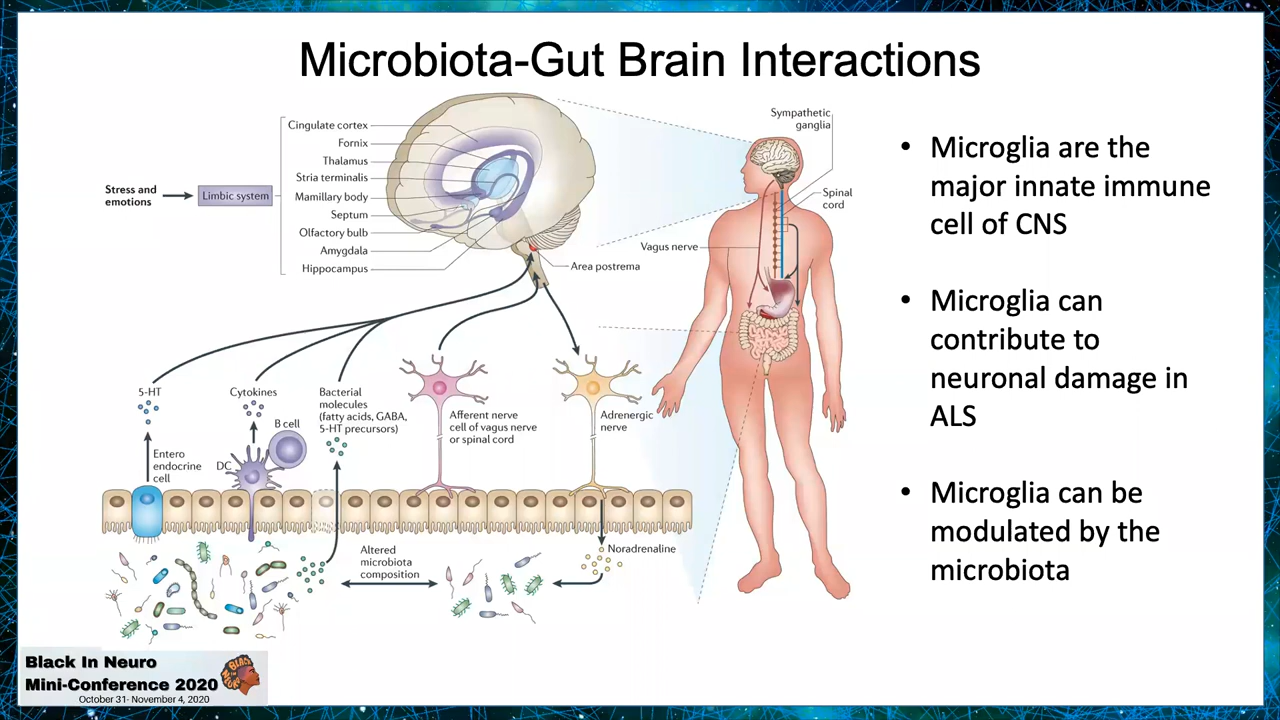 Microbiota-Gut Brain Interactions
Cingulate cortex
Fornix
Thalamus
Stria terminalis
Mamillary body
Septum
Olfactory bulb
Amygdala
Hippocampus
Stress and
emotions
Limbic system
Area postrema
Sympathetic
ganglia
Spinal
cord
Vagus nerve
5-HT
Cytokines
Bacterial
molecules
(fatty acids, GABA,
5-HT precursors)
B cell
DC
Entero
endocrine
cell
Afferent nerve
cell of vagus nerve
or spinal cord
Adrenergic
nerve
Altered
microbiota
composition
Noradrenaline
• Microglia are the
major innate immune
cell of CNS
• Microglia can
contribute to
neuronal damage in
ALS
• Microglia can be
modulated by the
microbiota
Black In Neuro
Mini-Conference 2020
October 31- November 4, 2020